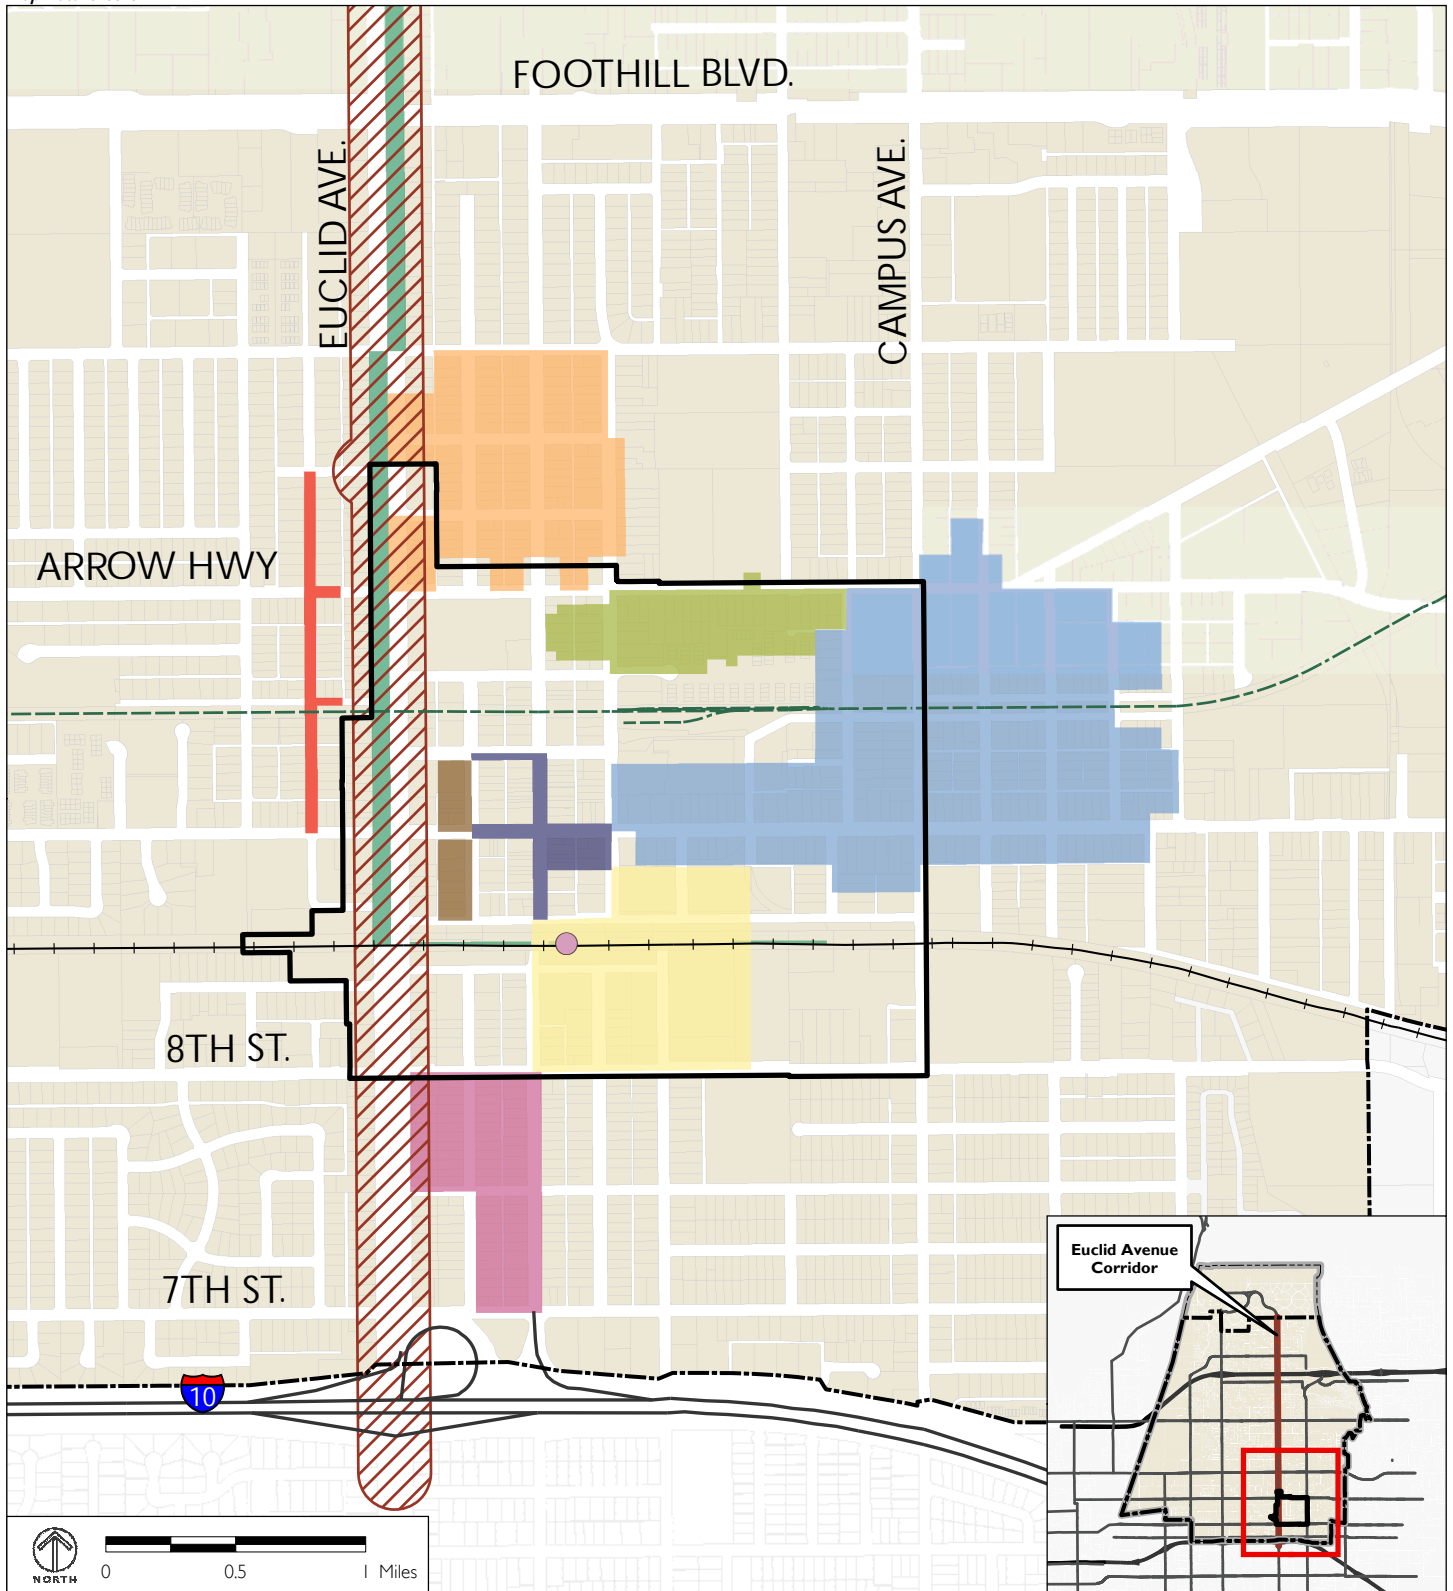 FOOTHILL BLVD.
EUCLID AVE.
CAMPUS AVE.
ARROW HWY
8TH ST.
7TH ST.
Euclid Avenue
Corridor
10
NORTH
0 0.5 1 Miles